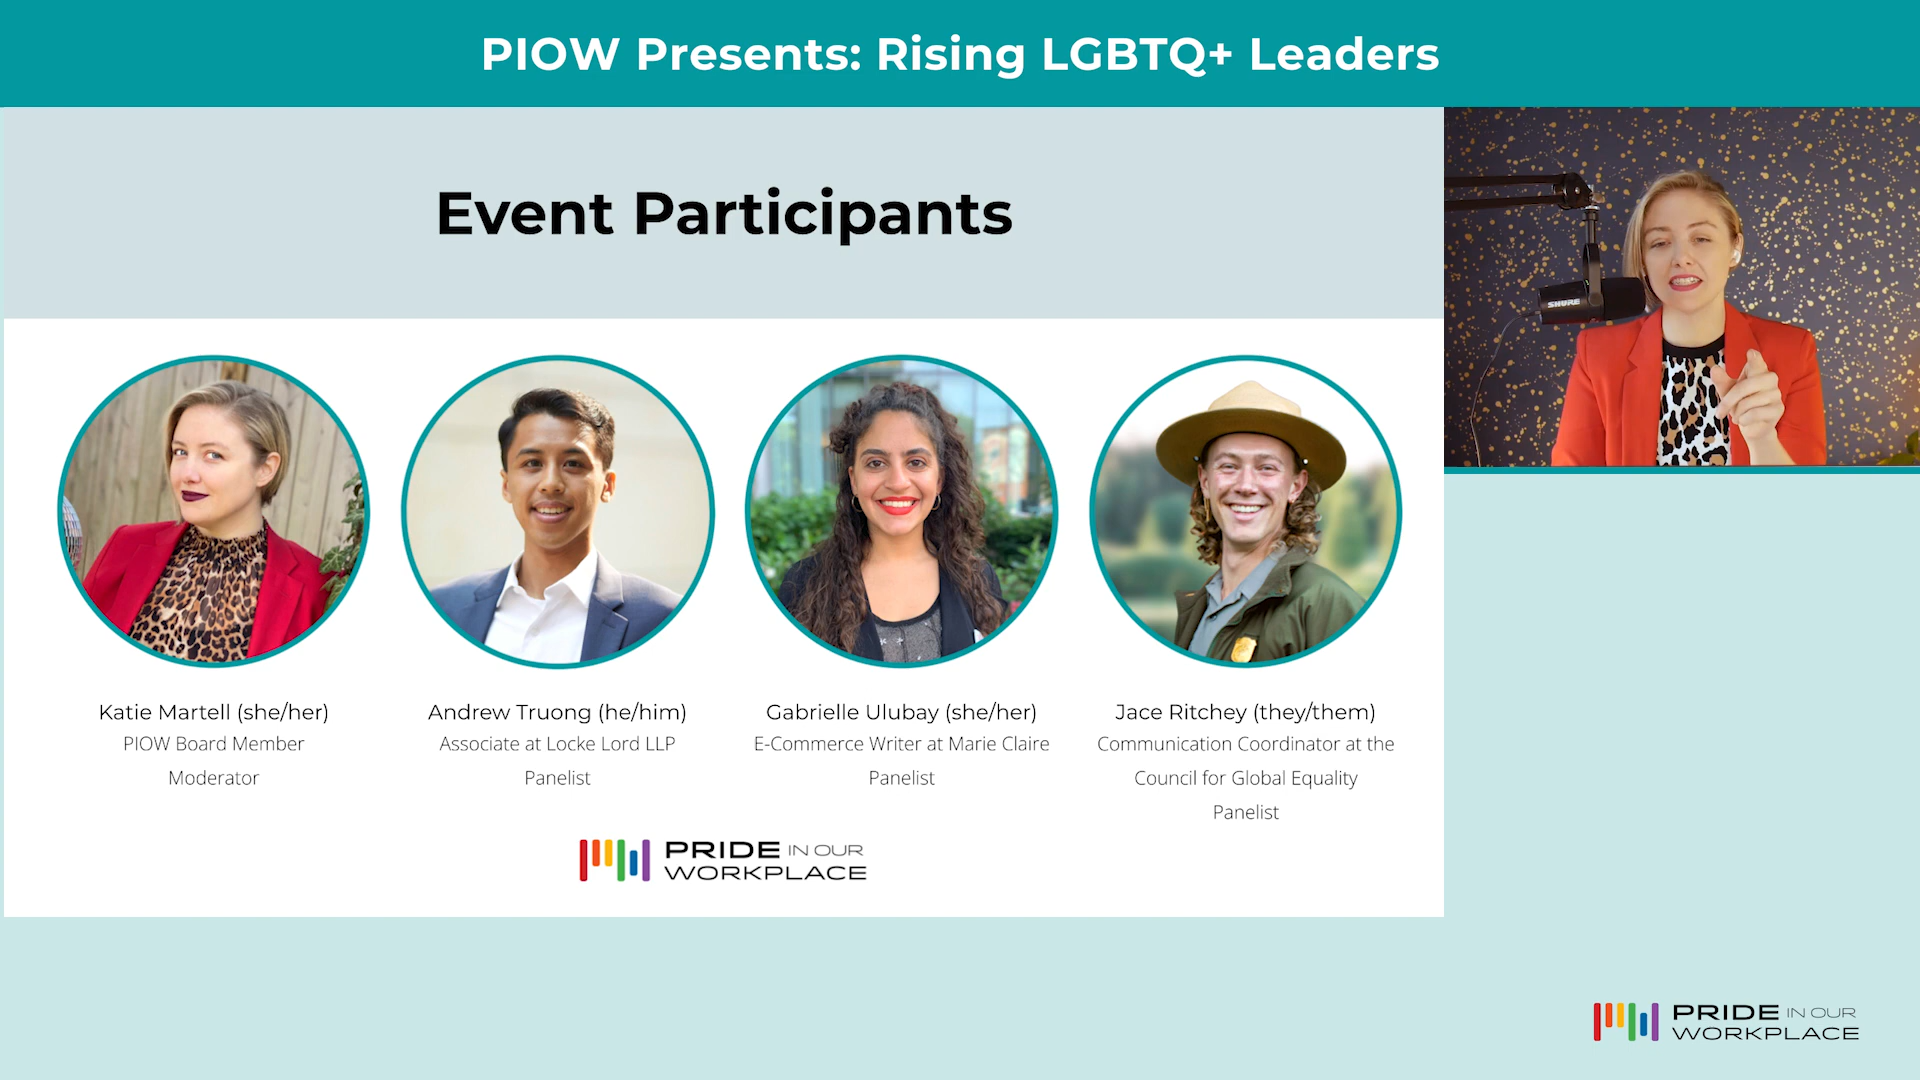 PIOW Presents: Rising LGBTQ+ Leaders
Event Participants
SHURE
Katie Martell (she/her)
PIOW Board Member
Moderator
Andrew Truong (he/him)
Associate at Locke Lord LLP
Panelist
Gabrielle Ulubay (she/her)
E-Commerce Writer at Marie Claire
Panelist
Jace Ritchey (they/them)
Communication Coordinator at the
Council for Global Equality
Panelist
PRIDE IN OUR
WORKPLACE
PRIDE IN OUR
WORKPLACE